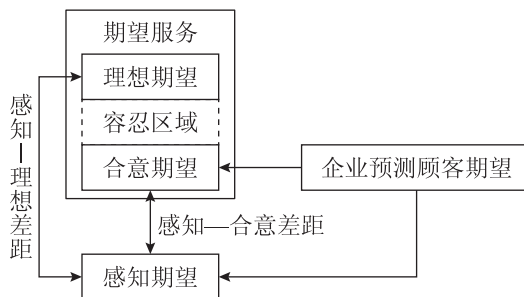 期望服务
理想期望
容忍区域
合意期望
企业预测顾客期望
感知—理想差距
感知—合意差距
感知期望